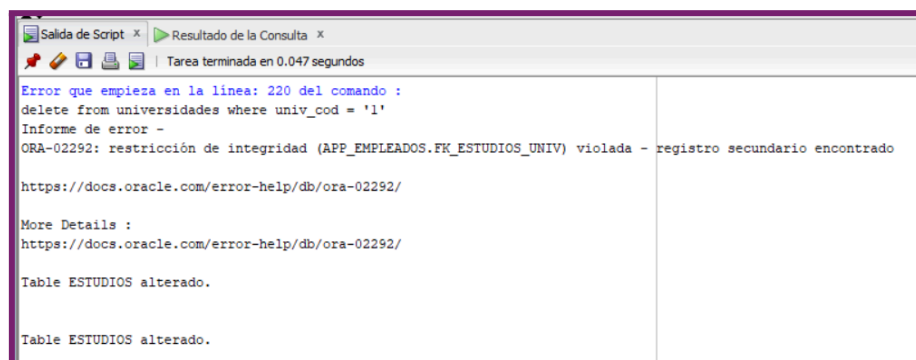 Salida de Script x Resultado de la Consulta x
Tarea terminada en 0.047 segundos
Error que empieza en la línea: 220 del comando :
delete from universidades where univ_cod = '1'
Informe de error -
ORA-02292: restricción de integridad (APP_EMPLEADOS.FK_ESTUDIOS_UNIV) violada - registro secundario encontrado
https://docs.oracle.com/error-help/db/ora-02292/
More Details :
https://docs.oracle.com/error-help/db/ora-02292/
Table ESTUDIOS alterado.
Table ESTUDIOS alterado.